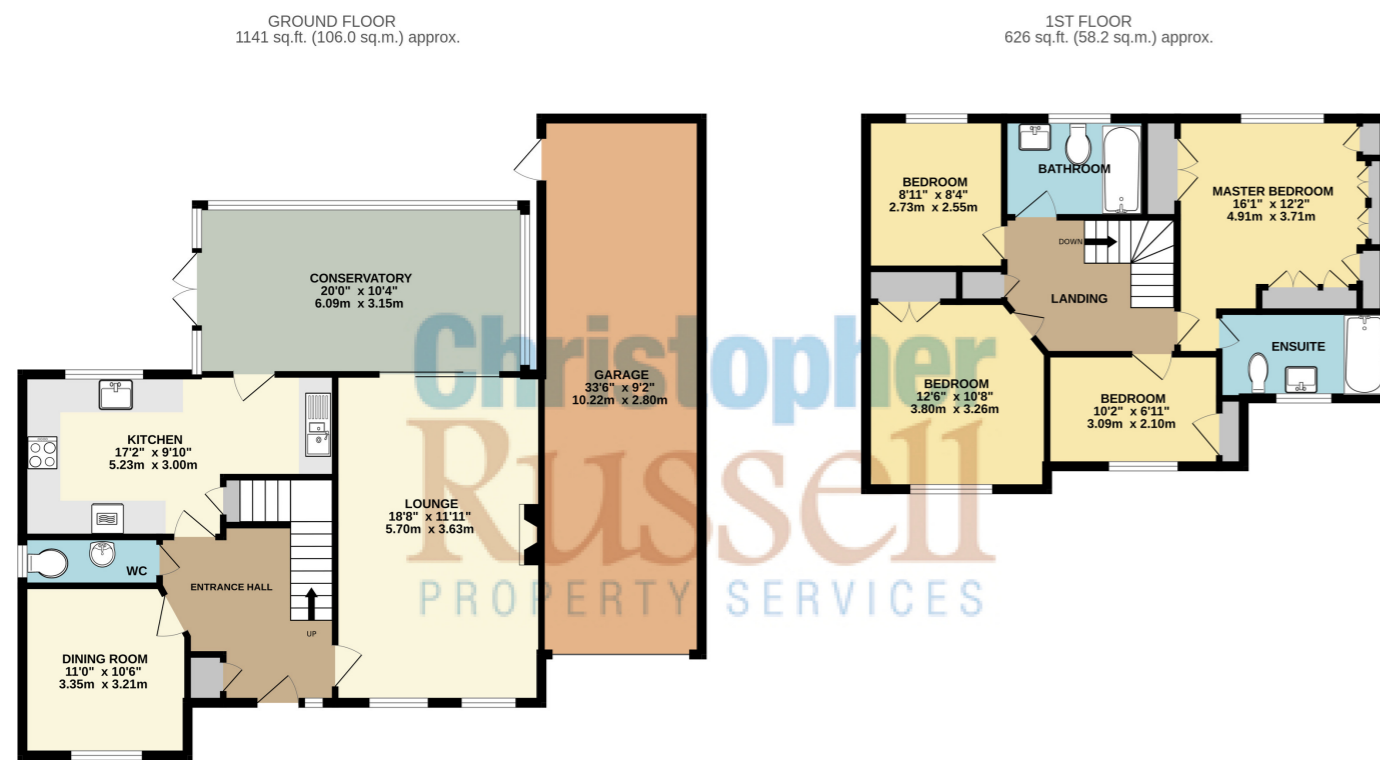 GROUND FLOOR
1141 sq.ft. (106.0 sq.m.) approx.
1ST FLOOR
626 sq.ft. (58.2 sq.m.) approx.
CONSERVATORY
20'0" x 10'4"
6.09m x 3.15m
GARAGE
33'6" x 9'2"
10.22m x 2.80m
KITCHEN
17'2" x 9'10"
5.23m x 3.00m
LOUNGE
18'8" x 11'11"
5.70m x 3.63m
WC
ENTRANCE HALL
UP
DINING ROOM
11'0" x 10'6"
3.35m x 3.21m
BEDROOM
8'11" x 8'4"
2.73m x 2.55m
BATHROOM
MASTER BEDROOM
16'1" x 12'2"
4.91m x 3.71m
DOWN
LANDING
ENSUITE
BEDROOM
12'6" x 10'8"
3.80m x 3.26m
BEDROOM
10'2" x 6'11"
3.09m x 2.10m
Christopher
Russell
PROPERTY SERVICES